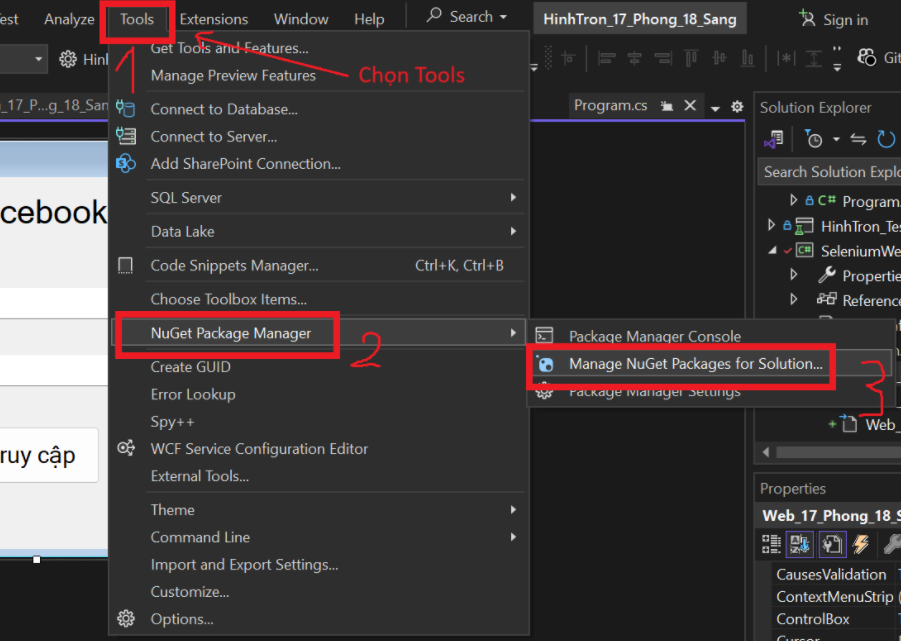 est Analyze Tools Extensions Window Help Search HinhTron_17_Phong_18_Sang Sign in
Hinl Git
Get Tools and Features...
1 Chọn Tools
Manage Preview Features
_17_P...g_18_San Program.cs Solution Explorer
Connect to Database...
Connect to Server...
Add SharePoint Connection... Search Solution Explo
SQL Server C# Program.
cebook
Data Lake HinhTron_Tes
C# SeleniumWe
Code Snippets Manager... Ctrl+K, Ctrl+B Propertie
Choose Toolbox Items... Reference
NuGet Package Manager 2 Package Manager Console
Manage NuGet Packages for Solution... 3
Create GUID
Package Manager Settings
Error Lookup
Spy++ Web_
WCF Service Configuration Editor
ruy cập
External Tools...
Properties
Theme Web_17_Phong_18_S
Command Line
Import and Export Settings... CausesValidation
Customize... ContextMenuStrip (
Options... ControlBox
Cursor